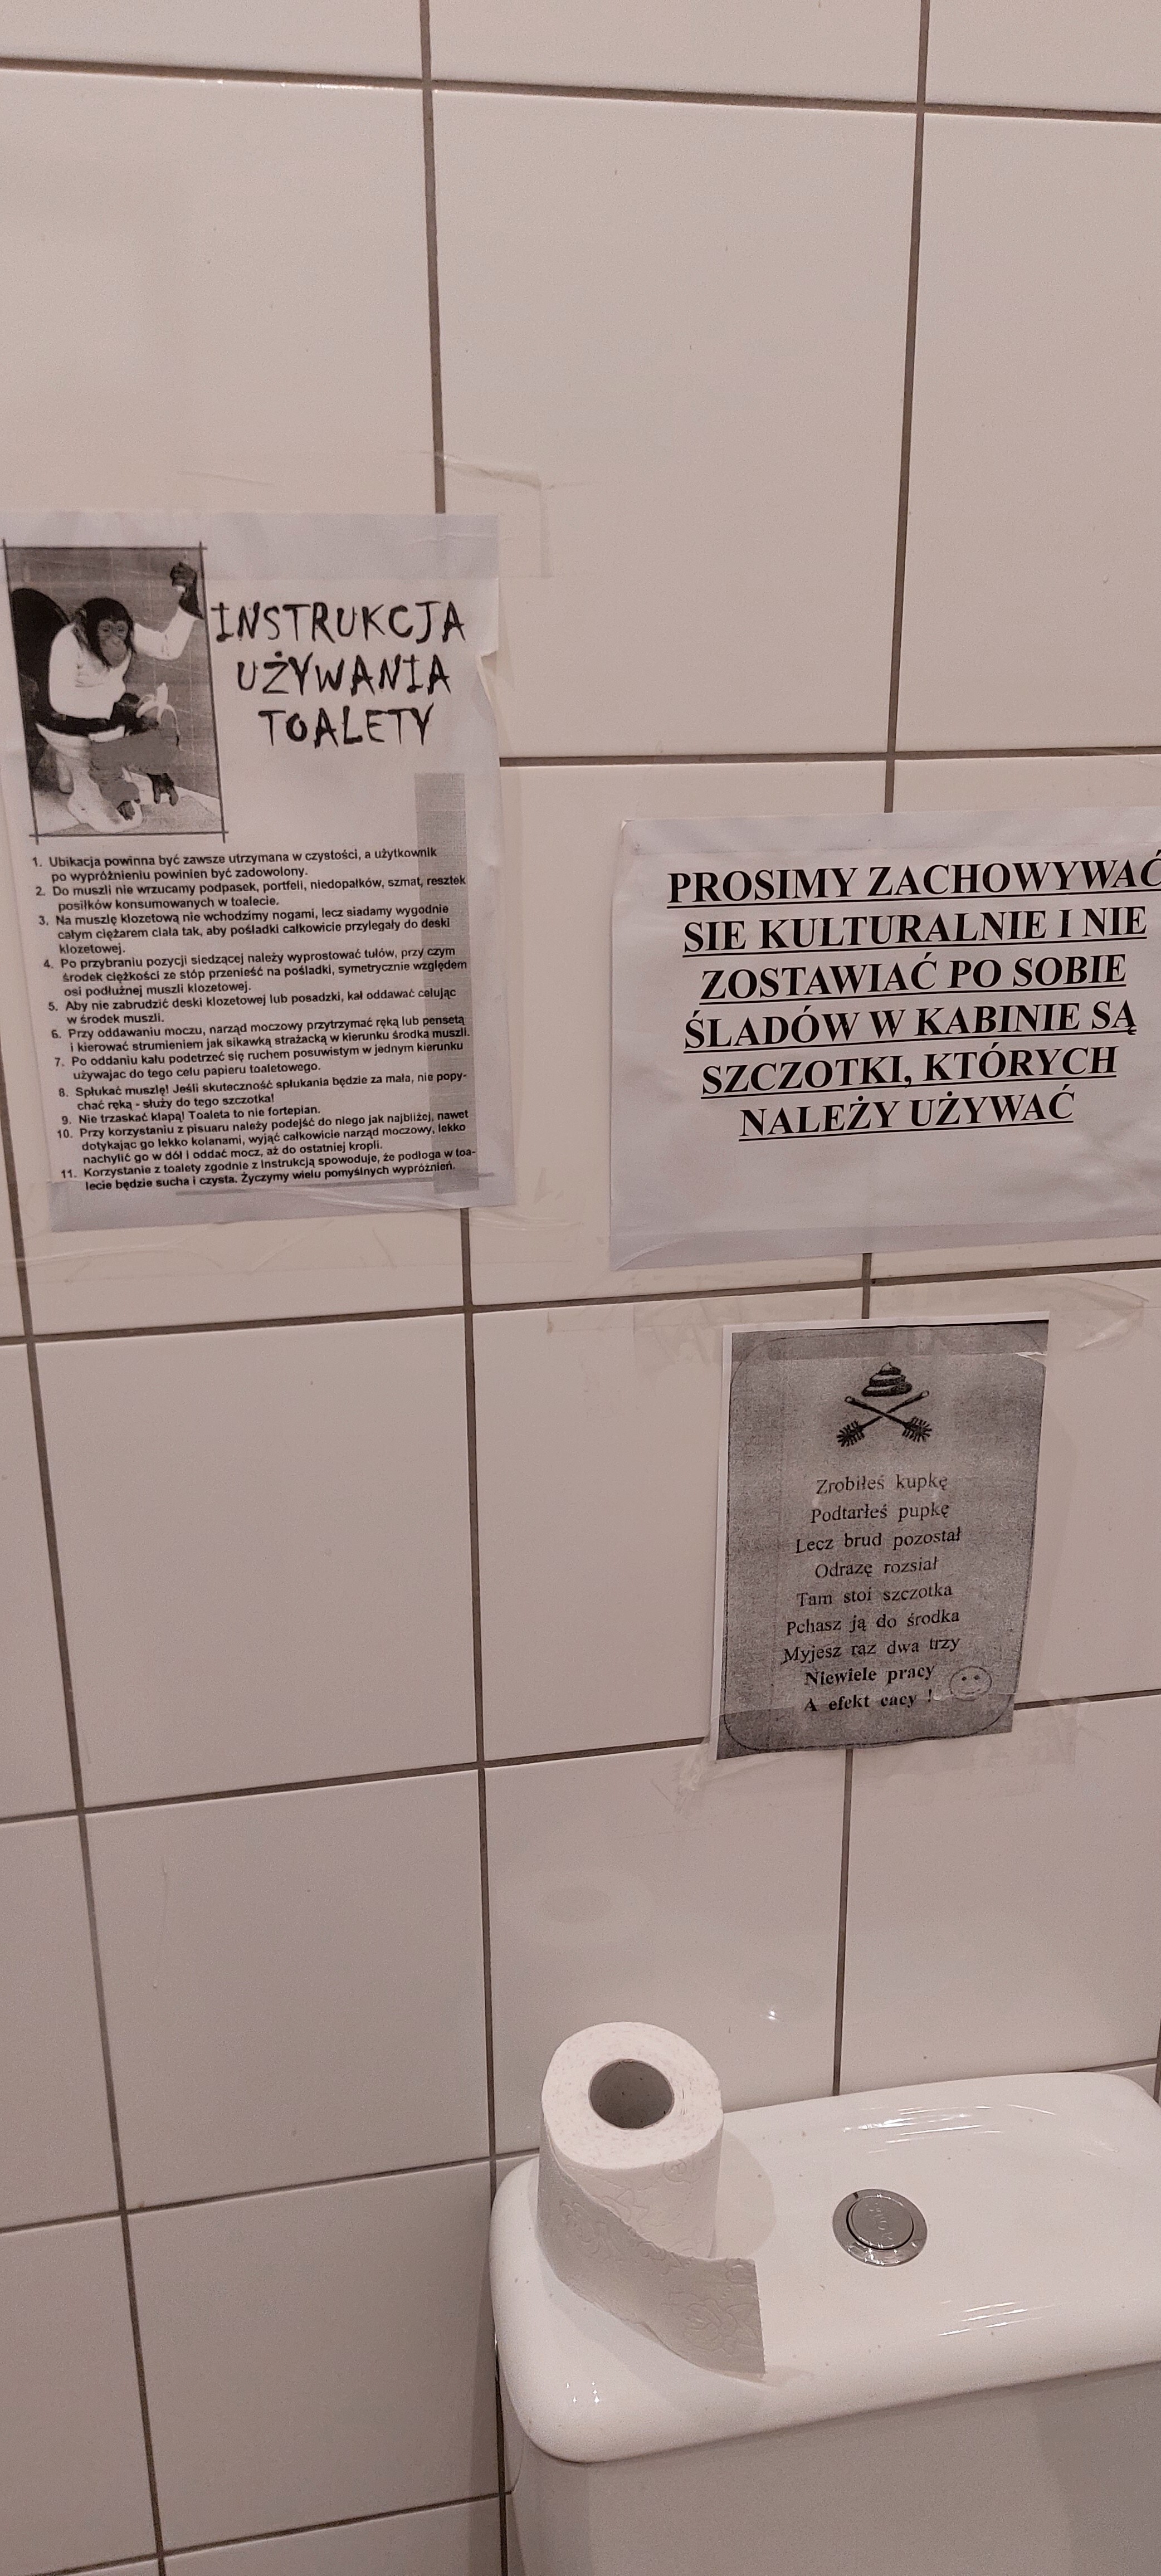 INSTRUKCJA
UŻYWANIA
TOALETY
1. Ubikacja powinna być zawsze utrzymana w czystości, a użytkownik
po wypróżnieniu powinien być zadowolony.
2. Do muszli nie wrzucamy podpasek, portfeli, niedopałków, szmat, resztek
posiłków konsumowanych w toalecie.
3. Na muszlę klozetową nie wchodzimy nogami, lecz siadamy wygodnie
całym ciężarem ciała tak, aby pośladki całkowicie przylegały do deski
klozetowej.
4. Po przybraniu pozycji siedzącej należy wyprostować tułów, przy czym
środek ciężkości ze stóp przenieść na pośladki, symetrycznie względem
osi podłużnej muszli klozetowej.
5. Aby nie zabrudzić deski klozetowej lub posadzki, kał oddawać celując
w środek muszli.
6. Przy oddawaniu moczu, narząd moczowy przytrzymać ręką lub pensetą
i kierować strumieniem jak sikawką strażacką w kierunku środka muszli.
7. Po oddaniu kału podetrzeć się ruchem posuwistym w jednym kierunku
używając do tego celu papieru toaletowego.
8. Spłukać muszlę! Jeśli skuteczność spłukania będzie za mała, nie popy-
chać ręką - służy do tego szczotka!
9. Nie trzaskać klapą! Toaleta to nie fortepian.
10. Przy korzystaniu z pisuaru należy podejść do niego jak najbliżej, nawet
dotykając go lekko kolanami, wyjąć całkowicie narząd moczowy, lekko
nachylić go w dół i oddać mocz, aż do ostatniej kropli.
11. Korzystanie z toalety zgodnie z instrukcją spowoduje, że podłoga w toa-
lecie będzie sucha i czysta. Życzymy wielu pomyślnych wypróżnień.
PROSIMY ZACHOWYWAĆ
SIE KULTURALNIE I NIE
ZOSTAWIAĆ PO SOBIE
ŚLADÓW W KABINIE SĄ
SZCZOTKI, KTÓRYCH
NALEŻY UŻYWAĆ
Zrobiłeś kupkę
Podtarłeś pupkę
Lecz brud pozostał
Odrazę rozsiał
Tam stoi szczotka
Pchasz ją do środka
Myjesz raz dwa trzy
Niewiele pracy
A efekt cacy !